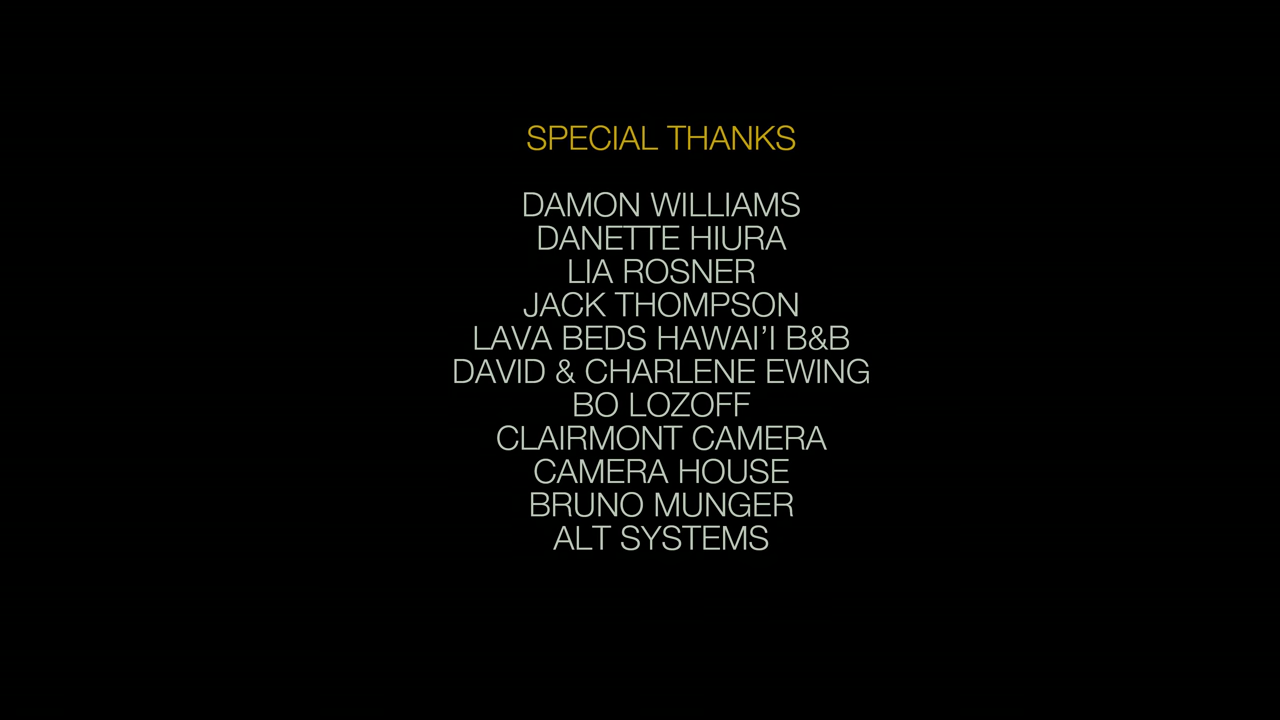 SPECIAL THANKS
DAMON WILLIAMS
DANETTE HIURA
LIA ROSNER
JACK THOMPSON
LAVA BEDS HAWAI’I B&B
DAVID & CHARLENE EWING
BO LOZOFF
CLAIRMONT CAMERA
CAMERA HOUSE
BRUNO MUNGER
ALT SYSTEMS